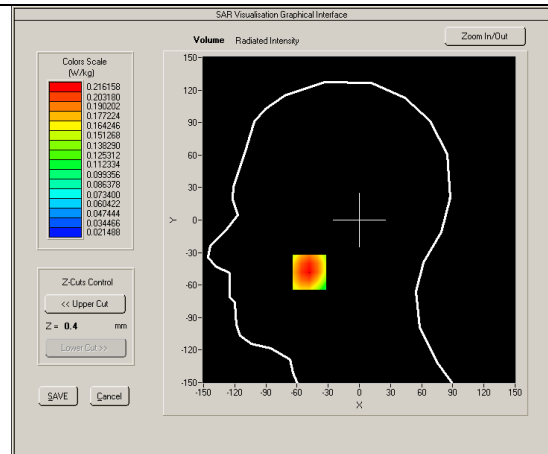 SAR Visualisation Graphical Interface
Volume Radiated Intensity
Zoom In/Out
Colors Scale
(W/kg)
0.216158
0.203180
0.190202
0.177224
0.164246
0.151268
0.138290
0.125312
0.112334
0.099356
0.086378
0.073400
0.060422
0.047444
0.034466
0.021488
Z-Cuts Control
<< Upper Cut
Z = 0.4 mm
Lower Cut >>
SAVE Cancel
150
120
90
60
30
0
-30
-60
-90
-120
-150
Y
-150 -120 -90 -60 -30 0 30 60 90 120 150
X